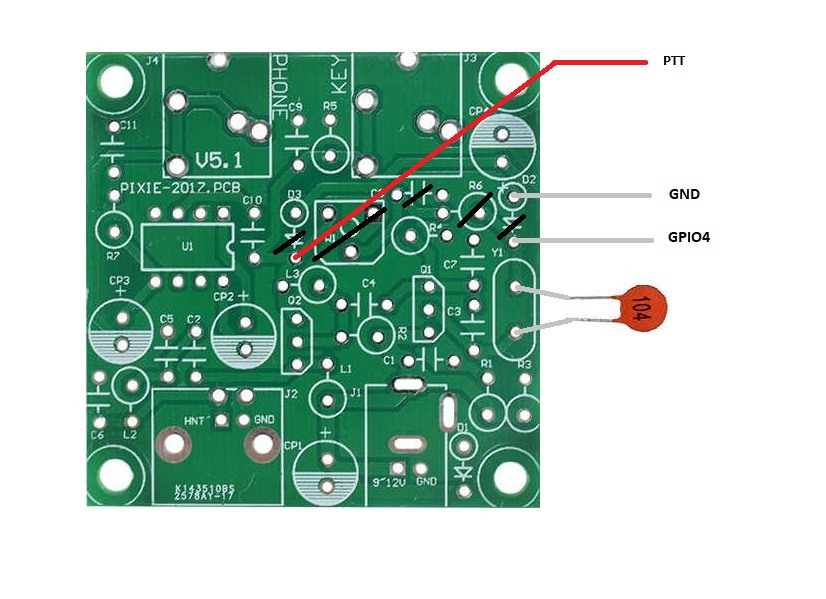 PTT
J4
PHONE
KEY
J3
C11
C9
R5
CP4
V5.1
PIXIE-2017.PCB
D2
GND
R6
D3
C10
R4
GPIO4
U1
W1
R7
L3
C7
Y1
CP3
CP2
Q2
C4
Q1
C3
104
C5
C2
R2
C1
L1
R1
R3
J2
J1
C6
L2
HNT
GND
CP1
D1
K143510BS
2578AY-17
9~12V
GND